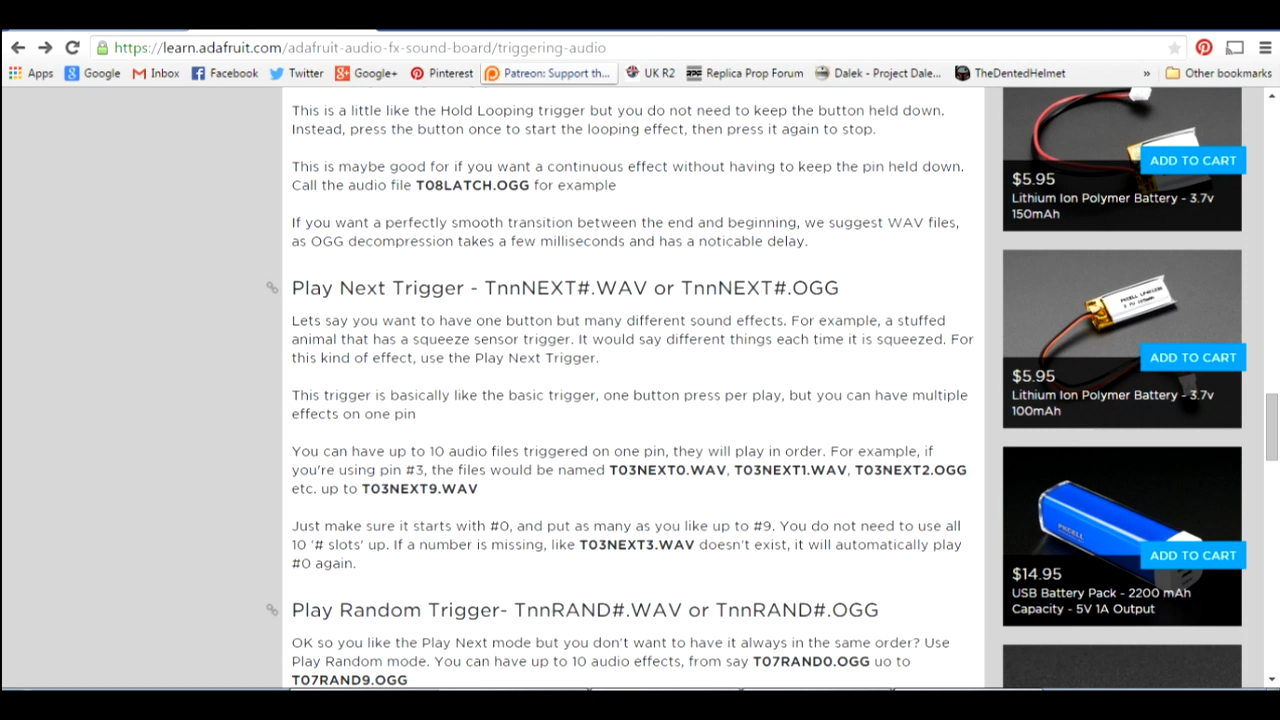 https://learn.adafruit.com/adafruit-audio-fx-sound-board/triggering-audio
Apps Google Inbox Facebook Twitter Google+ Pinterest Patreon: Support th... UK R2 Replica Prop Forum Dalek - Project Dale... TheDentedHelmet » Other bookmarks
This is a little like the Hold Looping trigger but you do not need to keep the button held down.
Instead, press the button once to start the looping effect, then press it again to stop.
This is maybe good for if you want a continuous effect without having to keep the pin held down.
Call the audio file T08LATCH.OGG for example
If you want a perfectly smooth transition between the end and beginning, we suggest WAV files,
as OGG decompression takes a few milliseconds and has a noticable delay.
Play Next Trigger - TnnNEXT#.WAV or TnnNEXT#.OGG
Lets say you want to have one button but many different sound effects. For example, a stuffed
animal that has a squeeze sensor trigger. It would say different things each time it is squeezed. For
this kind of effect, use the Play Next Trigger.
This trigger is basically like the basic trigger, one button press per play, but you can have multiple
effects on one pin
You can have up to 10 audio files triggered on one pin, they will play in order. For example, if
you're using pin #3, the files would be named T03NEXT0.WAV, T03NEXT1.WAV, T03NEXT2.OGG
etc. up to T03NEXT9.WAV
Just make sure it starts with #0, and put as many as you like up to #9. You do not need to use all
10 '# slots' up. If a number is missing, like T03NEXT3.WAV doesn't exist, it will automatically play
#0 again.
Play Random Trigger- TnnRAND#.WAV or TnnRAND#.OGG
OK so you like the Play Next mode but you don't want to have it always in the same order? Use
Play Random mode. You can have up to 10 audio effects, from say T07RAND0.OGG uo to
T07RAND9.OGG
ADD TO CART
$5.95
Lithium Ion Polymer Battery - 3.7v
150mAh
ADD TO CART
$5.95
Lithium Ion Polymer Battery - 3.7v
100mAh
PKCELL
ADD TO CART
$14.95
USB Battery Pack - 2200 mAh
Capacity - 5V 1A Output